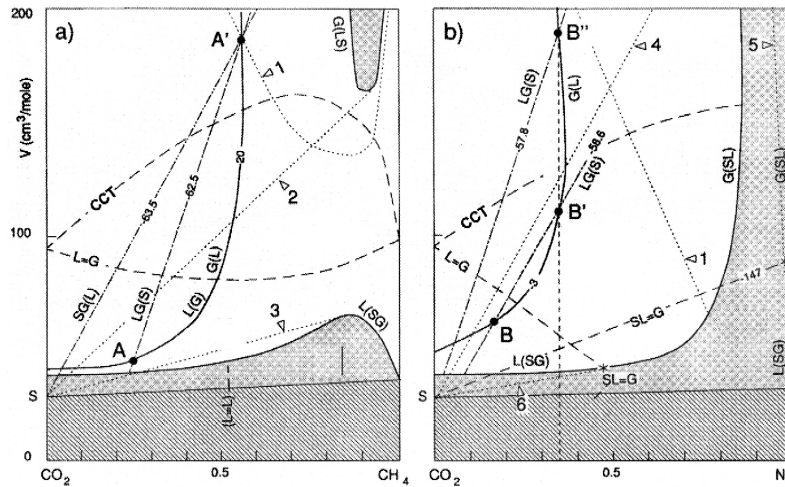 a)
V (cm³/mole)
200
100
S
0
CO₂
0.5
CH₄
A'
A
G(LS)
1
2
3
20
CCT
L=G
SG(L)
-63.5
LG(S)
-62.5
L(G)
G(L)
L(SG)
(L=L)
b)
CO₂
0.5
N
B''
B'
B
4
5
1
6
LG(S)
-57.8
G(L)
-58.6
LG(S)
CCT
L=G
-3
G(SL)
G(SL)
-147
SL=G
L(SG)
L(SG)
SL=G